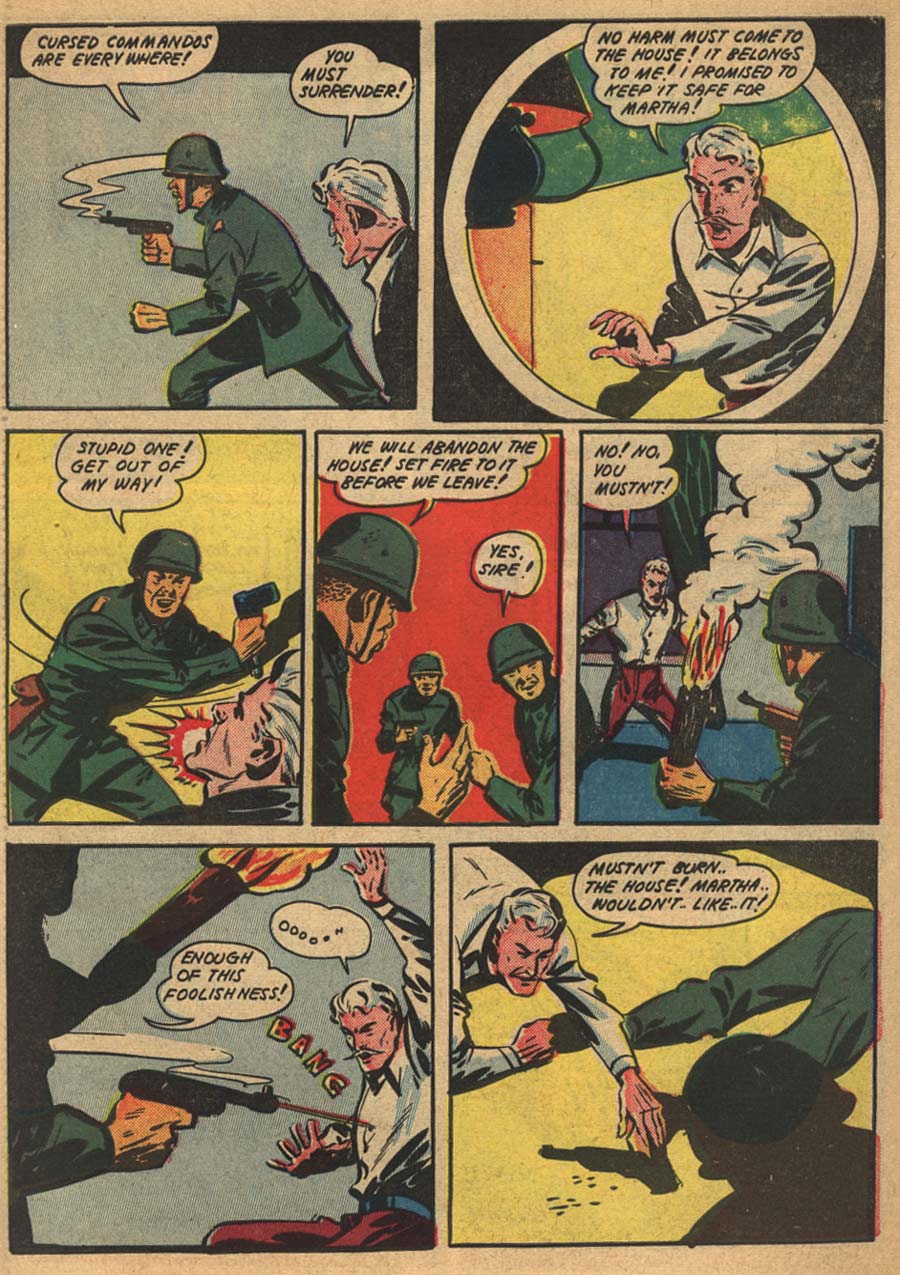 CURSED COMMANDOS
ARE EVERYWHERE!
YOU
MUST
SURRENDER!
NO HARM MUST COME TO
THE HOUSE! IT BELONGS
TO ME! I PROMISED TO
KEEP IT SAFE FOR
MARTHA!
STUPID ONE!
GET OUT OF
MY WAY!
WE WILL ABANDON THE
HOUSE! SET FIRE TO IT
BEFORE WE LEAVE!
YES,
SIRE!
NO! NO,
YOU
MUSTN'T!
OOOOO-H
ENOUGH
OF THIS
FOOLISHNESS!
BANG
MUSTN'T BURN..
THE HOUSE! MARTHA..
WOULDN'T.. LIKE..IT!